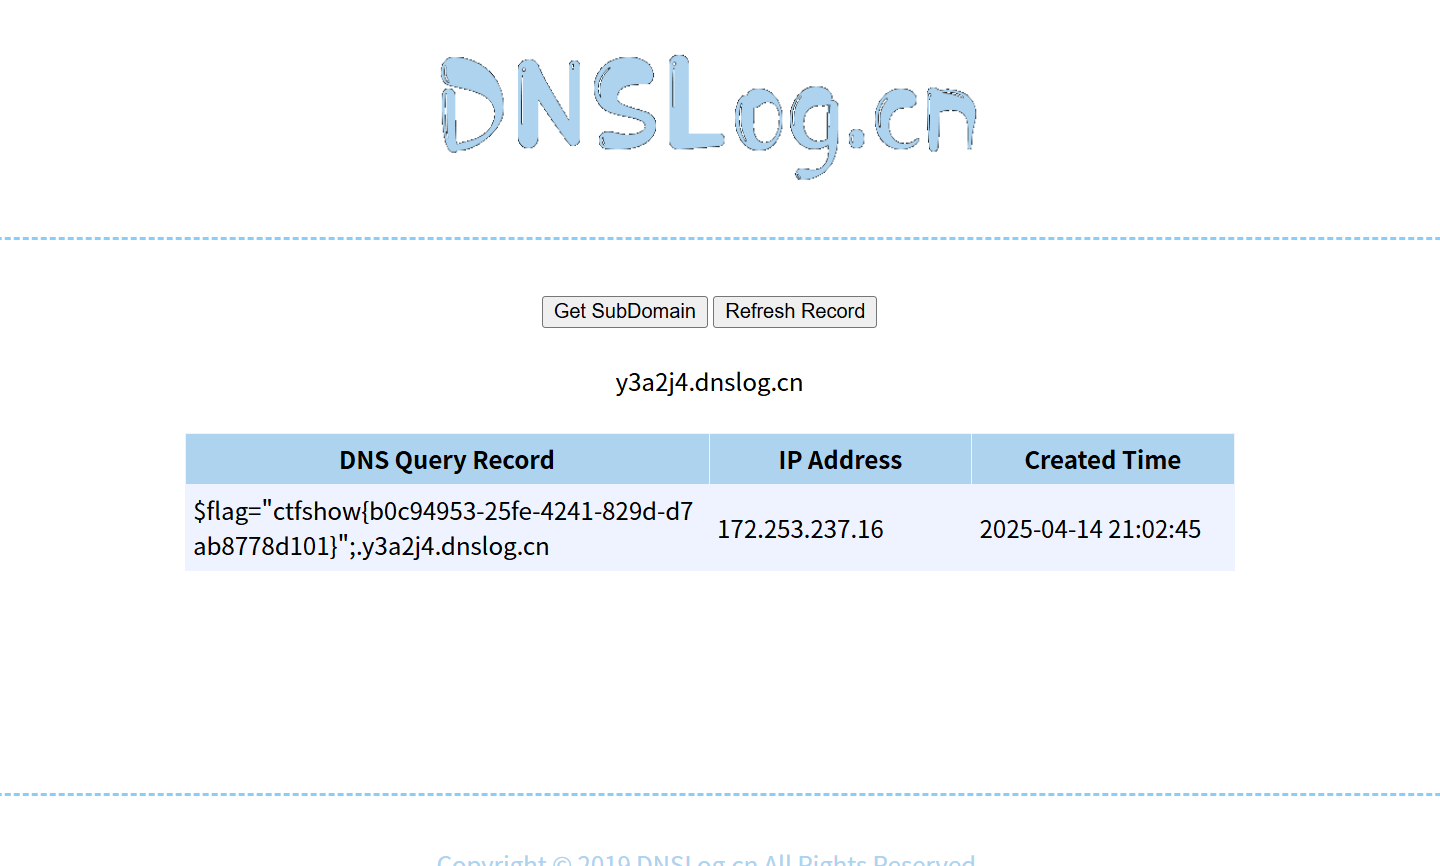 DNSLog.cn
Get SubDomain Refresh Record
y3a2j4.dnslog.cn
DNS Query Record IP Address Created Time
$flag="ctfshow{b0c94953-25fe-4241-829d-d7
ab8778d101}";.y3a2j4.dnslog.cn 172.253.237.16 2025-04-14 21:02:45
Copyright © 2019 DNSLog.cn All Rights Reserved.